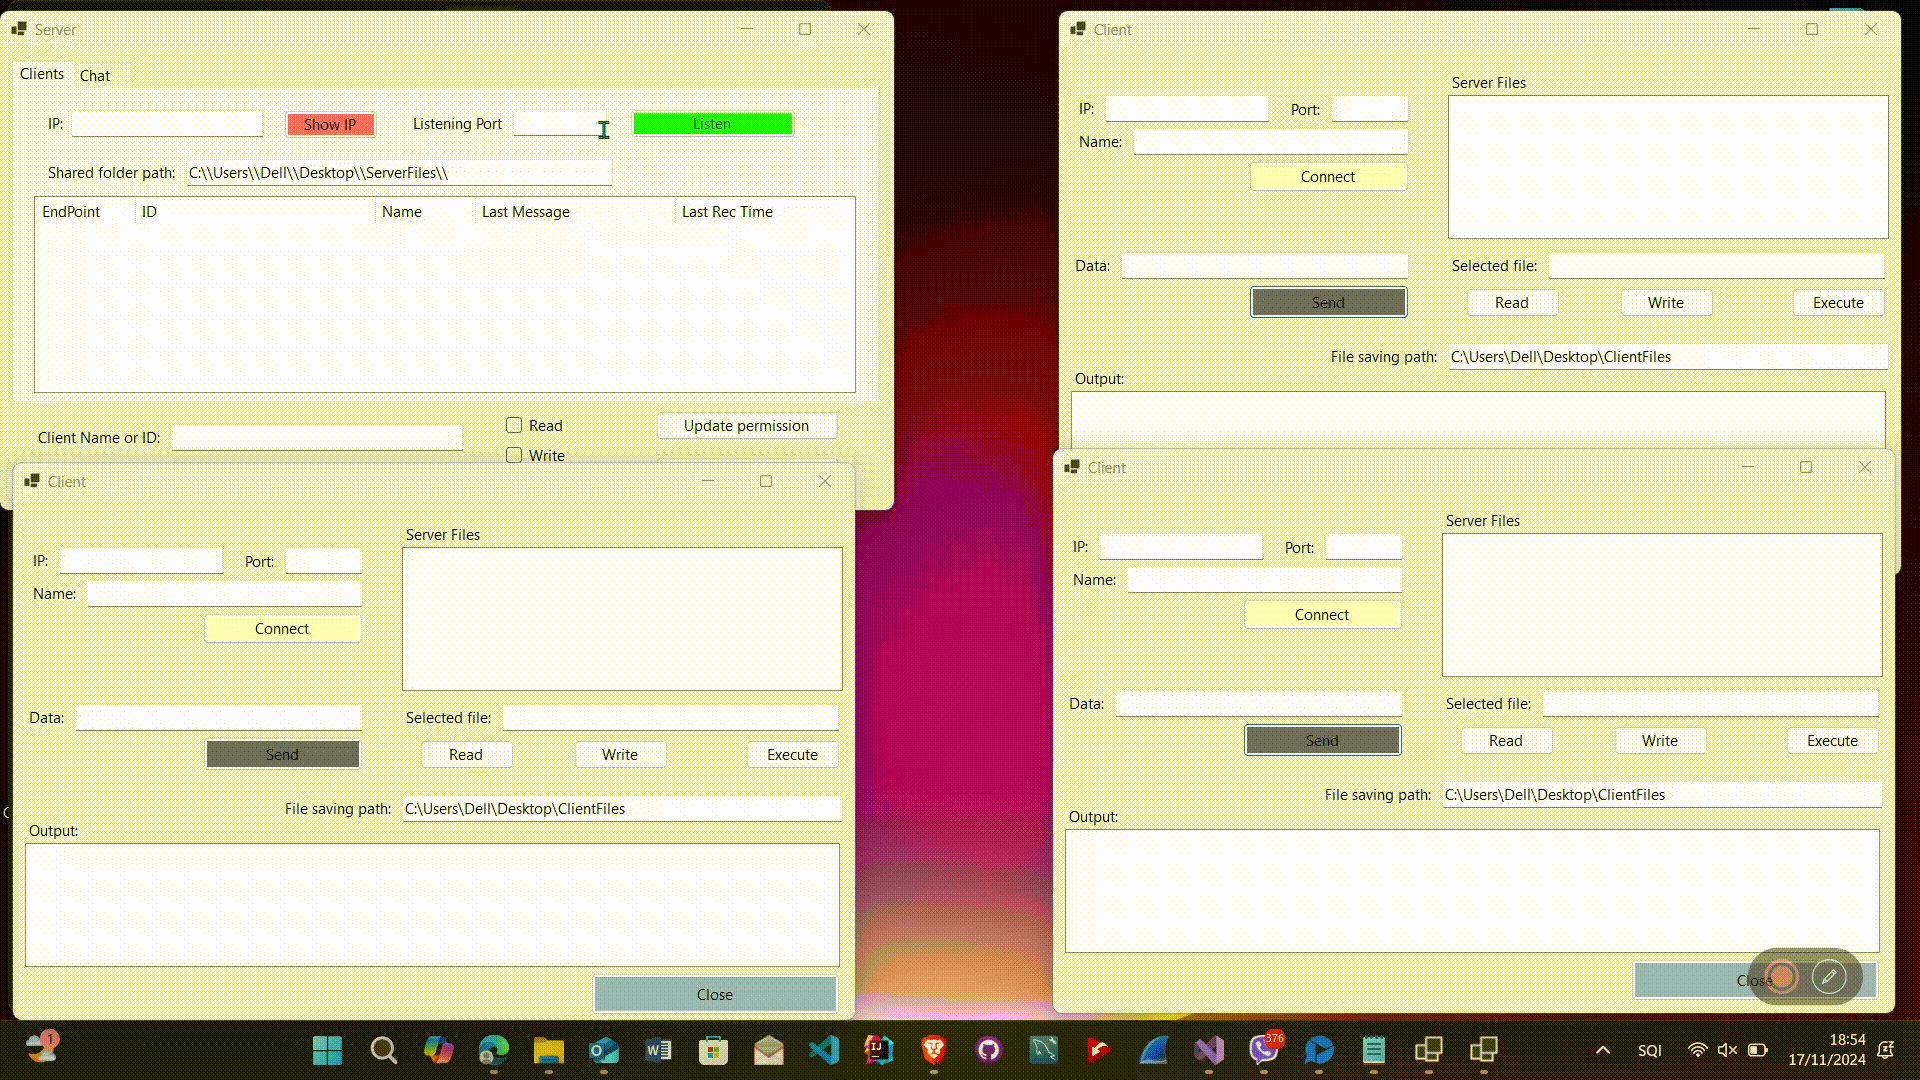 Server
Clients Chat
IP: Show IP Listening Port Listen
Shared folder path: C:\\Users\\Dell\\Desktop\\ServerFiles\\
EndPoint ID Name Last Message Last Rec Time
Client Name or ID: Read Update permission
Write
Client
Server Files
IP: Port:
Name:
Connect
Data: Selected file:
Send Read Write Execute
File saving path: C:\Users\Dell\Desktop\ClientFiles
Output:
Client
Server Files
IP: Port:
Name:
Connect
Data: Selected file:
Send Read Write Execute
File saving path: C:\Users\Dell\Desktop\ClientFiles
Output:
Close
Client
Server Files
IP: Port:
Name:
Connect
Data: Selected file:
Send Read Write Execute
File saving path: C:\Users\Dell\Desktop\ClientFiles
Output:
Close
1
376
SQI
18:54
17/11/2024